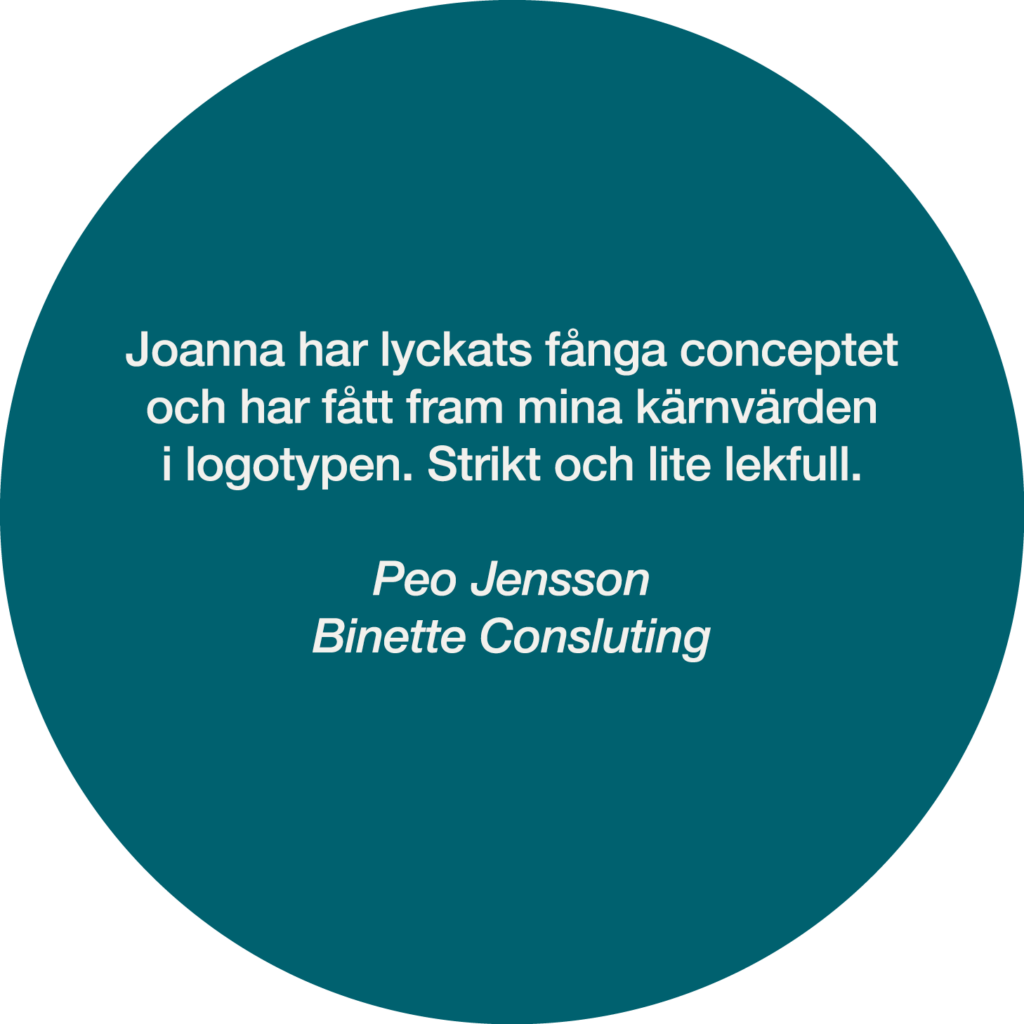 Joanna har lyckats fånga conceptet
och har fått fram mina kärnvärden
i logotypen. Strikt och lite lekfull.
Peo Jensson
Binette Consluting